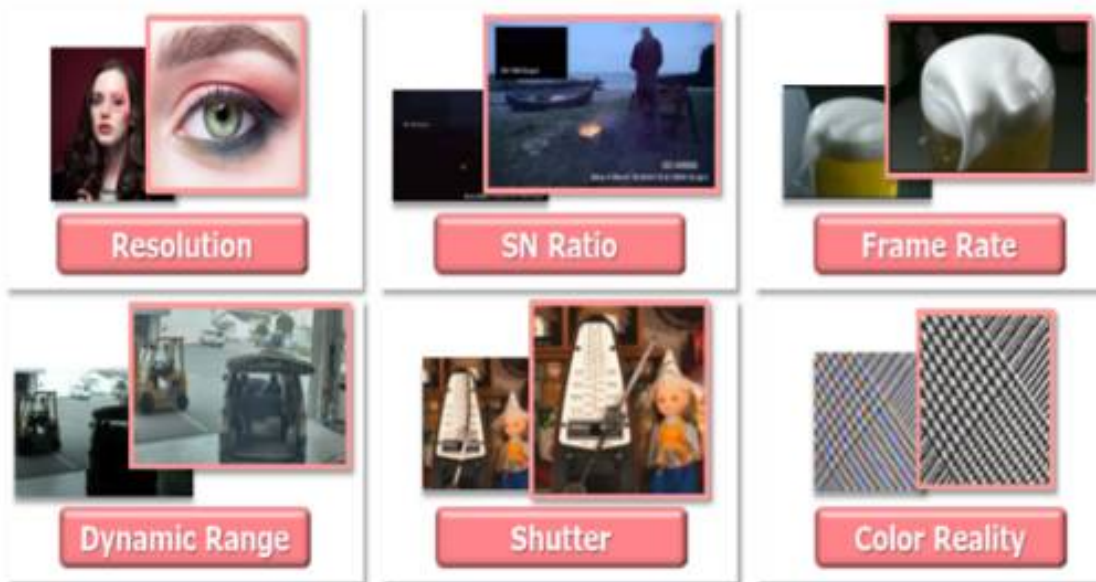 Resolution
SN Ratio
Frame Rate
Dynamic Range
Shutter
Color Reality